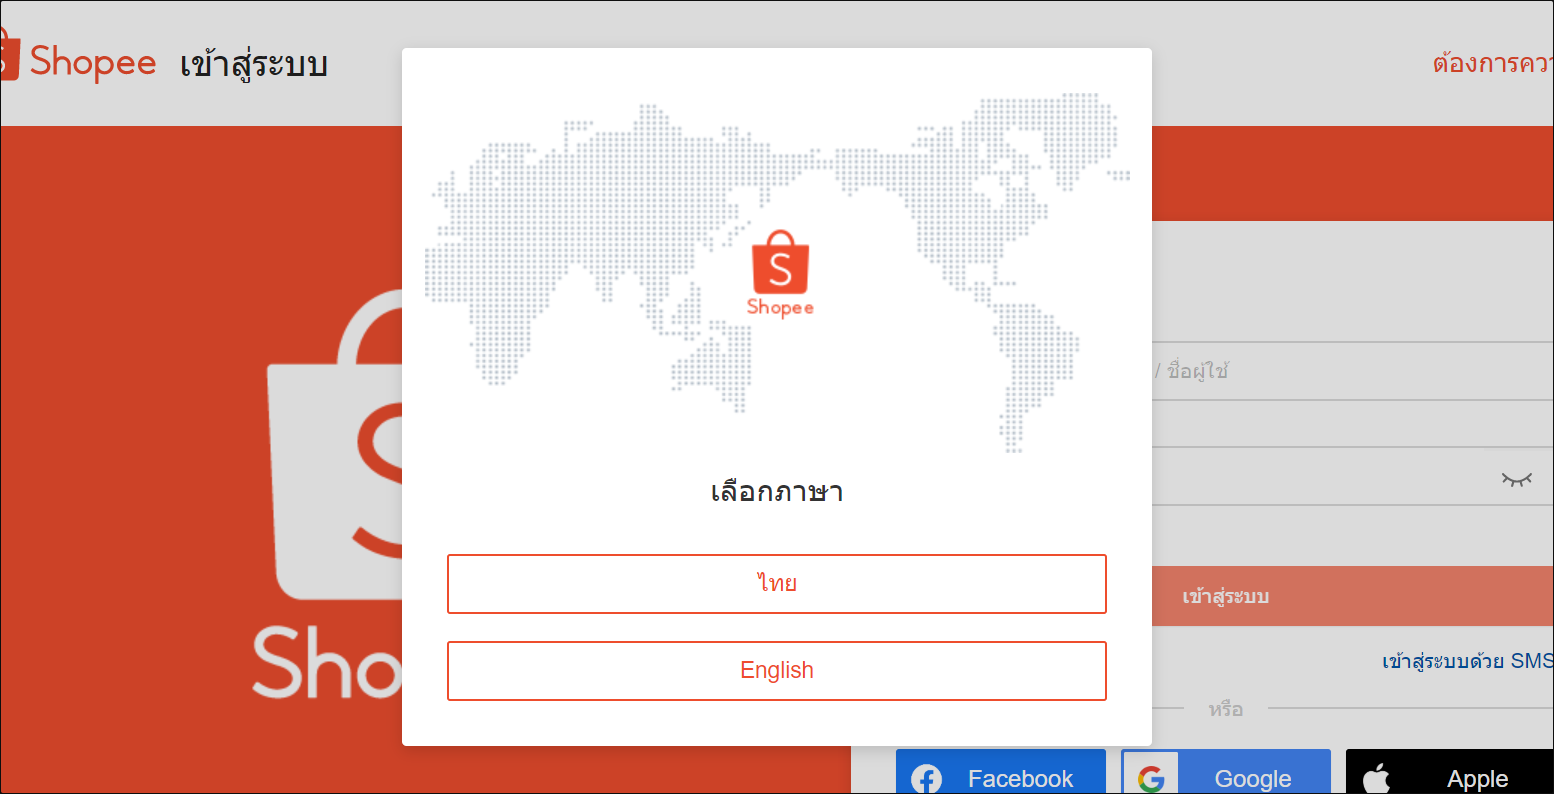 Shopee เข้าสู่ระบบ
ต้องการควา
Shopee
เลือกภาษา
ไทย
English
Sho
/ ชื่อผู้ใช้
เข้าสู่ระบบ
เข้าสู่ระบบด้วย SMS
หรือ
Facebook
Google
Apple